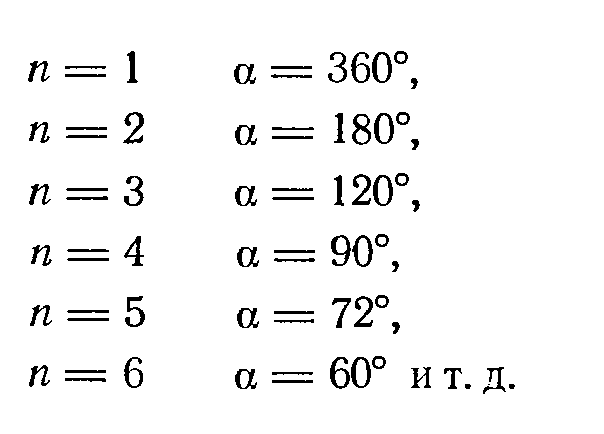 n = 1 α = 360°,
n = 2 α = 180°,
n = 3 α = 120°,
n = 4 α = 90°,
n = 5 α = 72°,
n = 6 α = 60° и т. д.